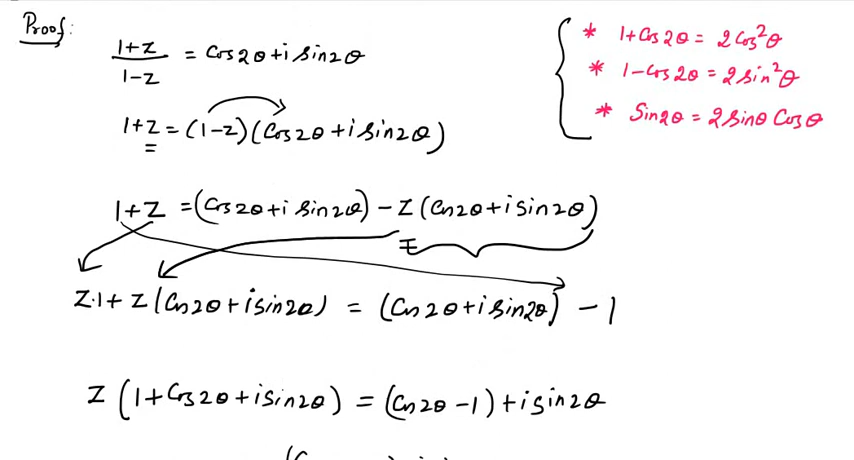 Proof:
(1+z)/(1-z) = Cos2θ+i sin2θ
1+z = (1-z)(Cos2θ+i sin2θ)
* 1+Cos2θ = 2Cos²θ
* 1-Cos2θ = 2sin²θ
* Sin2θ = 2sinθ Cosθ
1+z = (Cos2θ+i sin2θ) - z(Cos2θ+i sin2θ)
z·1 + z(Cos2θ+i sin2θ) = (Cos2θ+i sin2θ) - 1
z(1+Cos2θ+i sin2θ) = (Cos2θ-1)+i sin2θ